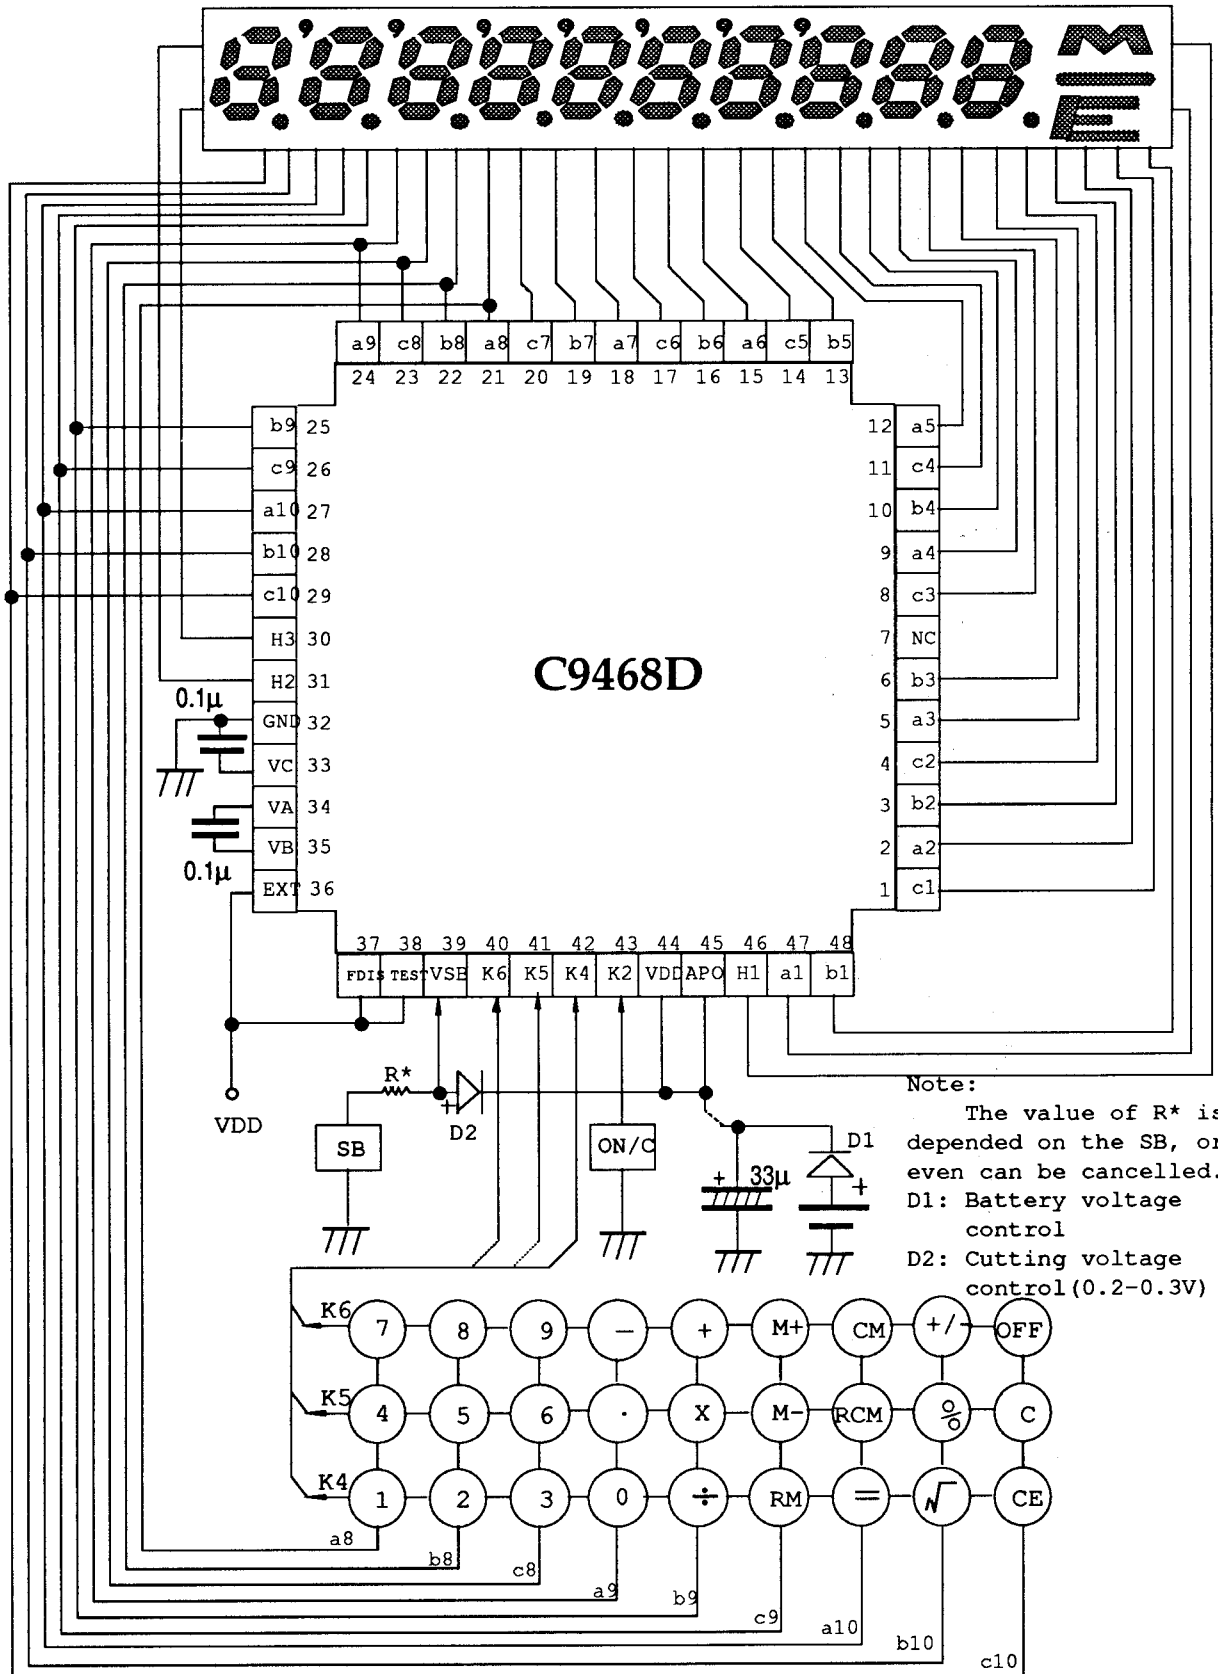 M
E
a9 c8 b8 a8 c7 b7 a7 c6 b6 a6 c5 b5
24 23 22 21 20 19 18 17 16 15 14 13
b9 25
c9 26
a10 27
b10 28
c10 29
H3 30
H2 31
GND 32
VC 33
VA 34
VB 35
EXT 36
0.1µ
0.1µ
C9468D
12 a5
11 c4
10 b4
9 a4
8 c3
7 NC
6 b3
5 a3
4 c2
3 b2
2 a2
1 c1
37 38 39 40 41 42 43 44 45 46 47 48
FDIS TEST VSB K6 K5 K4 K2 VDD APO H1 a1 b1
VDD
R*
SB
+
D2
ON/C
+ 33µ
D1
+
Note:
The value of R* is
depended on the SB, or
even can be cancelled.
D1: Battery voltage
control
D2: Cutting voltage
control(0.2-0.3V)
K6 7 8 9 — + M+ CM +/- OFF
K5 4 5 6 · X M- RCM % C
K4 1 2 3 0 ÷ RM = √ CE
a8
b8
c8
a9
b9
c9
a10
b10
c10